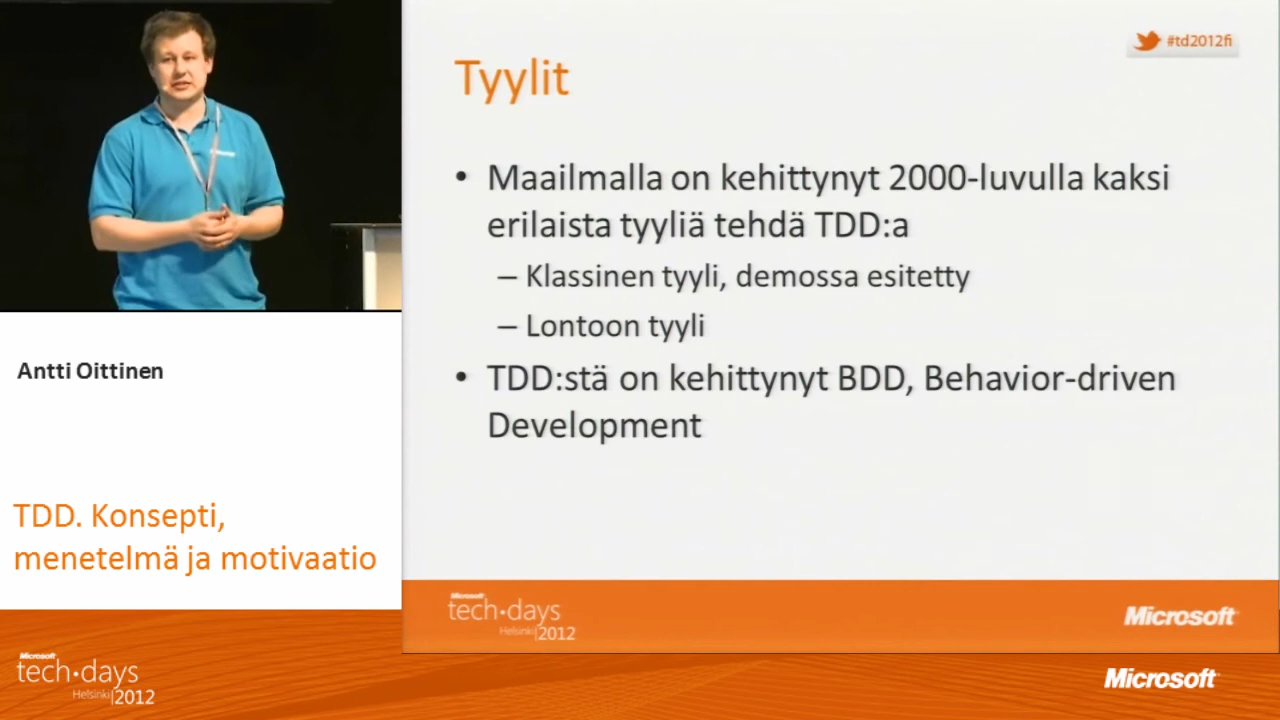 #td2012fi
Tyylit
• Maailmalla on kehittynyt 2000-luvulla kaksi
erilaista tyyliä tehdä TDD:a
– Klassinen tyyli, demossa esitetty
– Lontoon tyyli
• TDD:stä on kehittynyt BDD, Behavior-driven
Development
Antti Oittinen
TDD. Konsepti,
menetelmä ja motivaatio
Microsoft
tech·days
Helsinki|2012
Microsoft
Microsoft
tech·days
Helsinki|2012
Microsoft